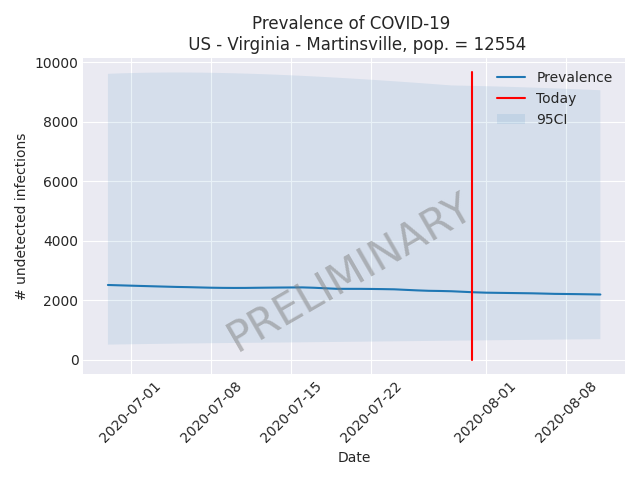 Prevalence of COVID-19
US - Virginia - Martinsville, pop. = 12554
10000
8000
6000
4000
2000
0
# undetected infections
Prevalence
Today
95CI
PRELIMINARY
2020-07-01
2020-07-08
2020-07-15
2020-07-22
2020-08-01
2020-08-08
Date